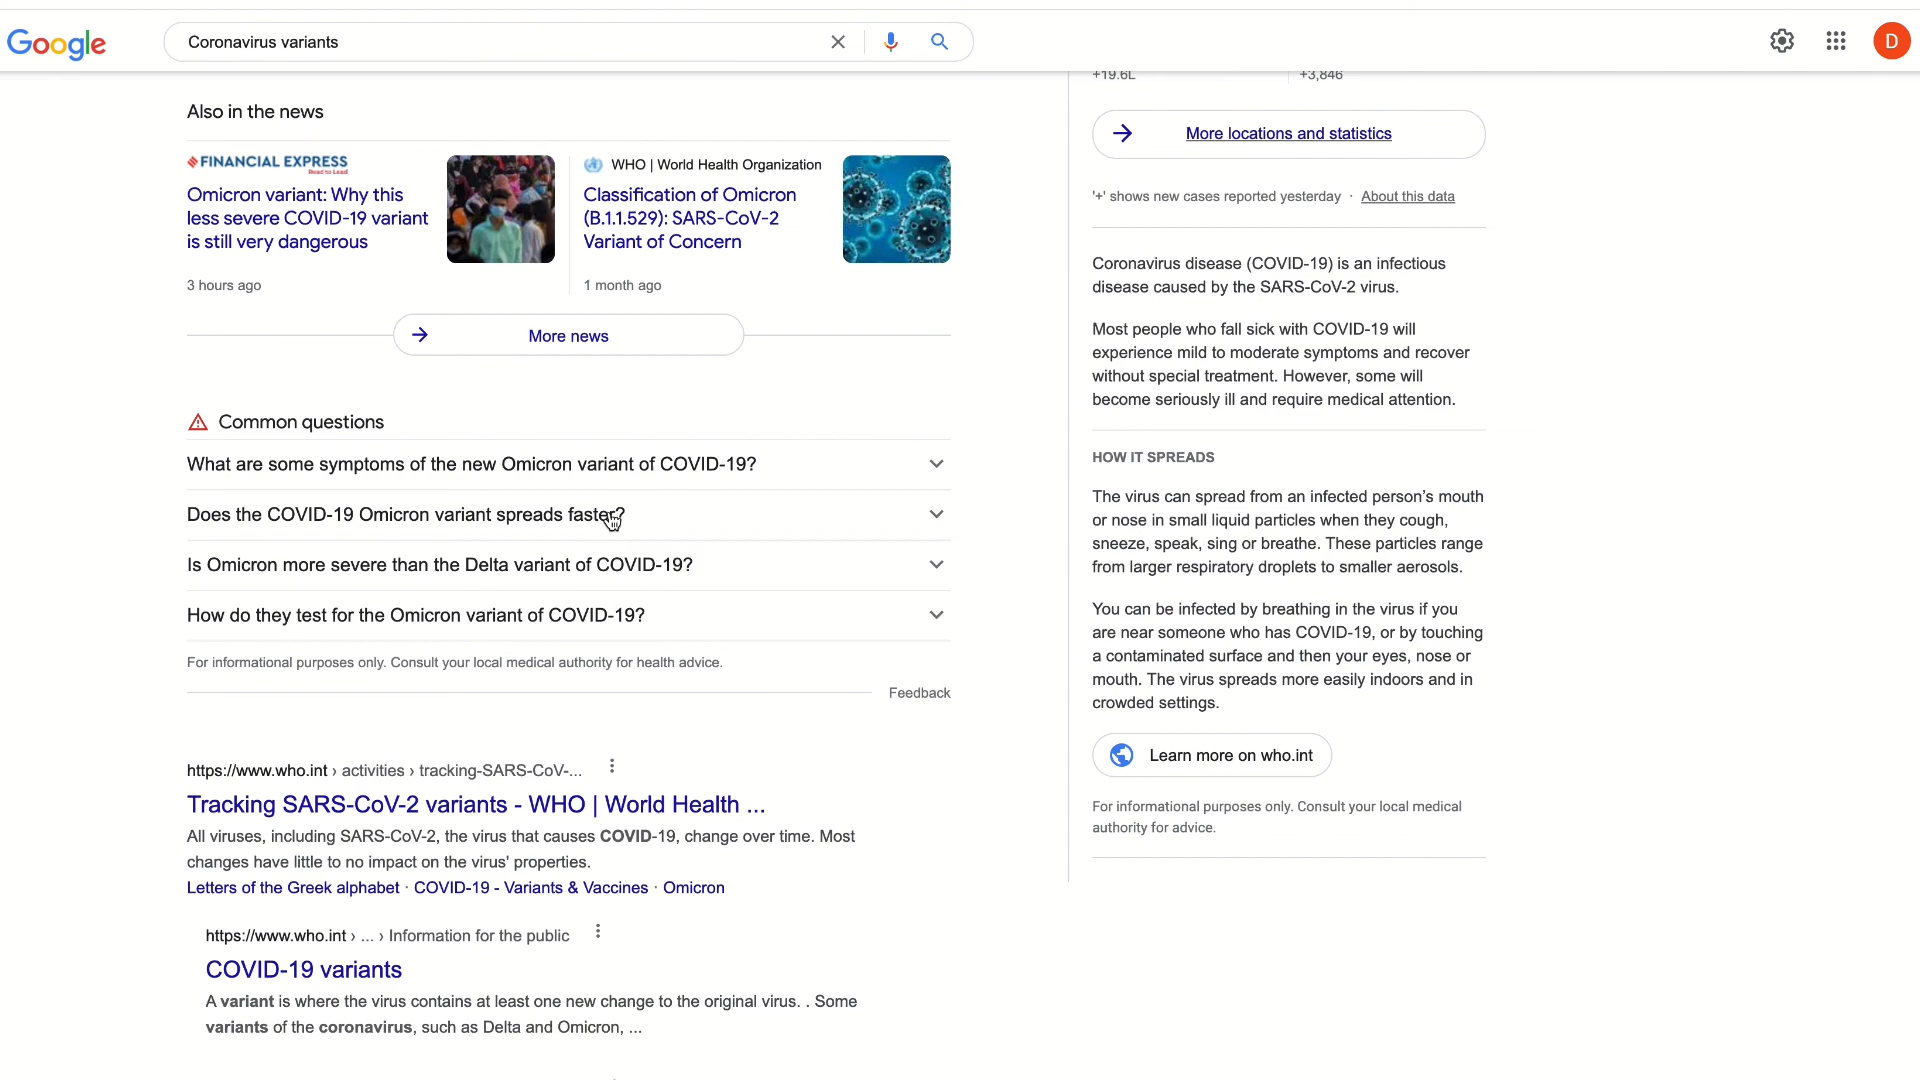 Google
Coronavirus variants
D
+19.6L
+3,846
Also in the news
FINANCIAL EXPRESS
Read to Lead
Omicron variant: Why this
less severe COVID-19 variant
is still very dangerous
3 hours ago
WHO | World Health Organization
Classification of Omicron
(B.1.1.529): SARS-CoV-2
Variant of Concern
1 month ago
More news
Common questions
What are some symptoms of the new Omicron variant of COVID-19?
Does the COVID-19 Omicron variant spreads faster?
Is Omicron more severe than the Delta variant of COVID-19?
How do they test for the Omicron variant of COVID-19?
For informational purposes only. Consult your local medical authority for health advice.
Feedback
https://www.who.int › activities › tracking-SARS-CoV-...
Tracking SARS-CoV-2 variants - WHO | World Health ...
All viruses, including SARS-CoV-2, the virus that causes COVID-19, change over time. Most
changes have little to no impact on the virus' properties.
Letters of the Greek alphabet · COVID-19 - Variants & Vaccines · Omicron
https://www.who.int › ... › Information for the public
COVID-19 variants
A variant is where the virus contains at least one new change to the original virus. . Some
variants of the coronavirus, such as Delta and Omicron, ...
More locations and statistics
'+' shows new cases reported yesterday · About this data
Coronavirus disease (COVID-19) is an infectious
disease caused by the SARS-CoV-2 virus.
Most people who fall sick with COVID-19 will
experience mild to moderate symptoms and recover
without special treatment. However, some will
become seriously ill and require medical attention.
HOW IT SPREADS
The virus can spread from an infected person's mouth
or nose in small liquid particles when they cough,
sneeze, speak, sing or breathe. These particles range
from larger respiratory droplets to smaller aerosols.
You can be infected by breathing in the virus if you
are near someone who has COVID-19, or by touching
a contaminated surface and then your eyes, nose or
mouth. The virus spreads more easily indoors and in
crowded settings.
Learn more on who.int
For informational purposes only. Consult your local medical
authority for advice.